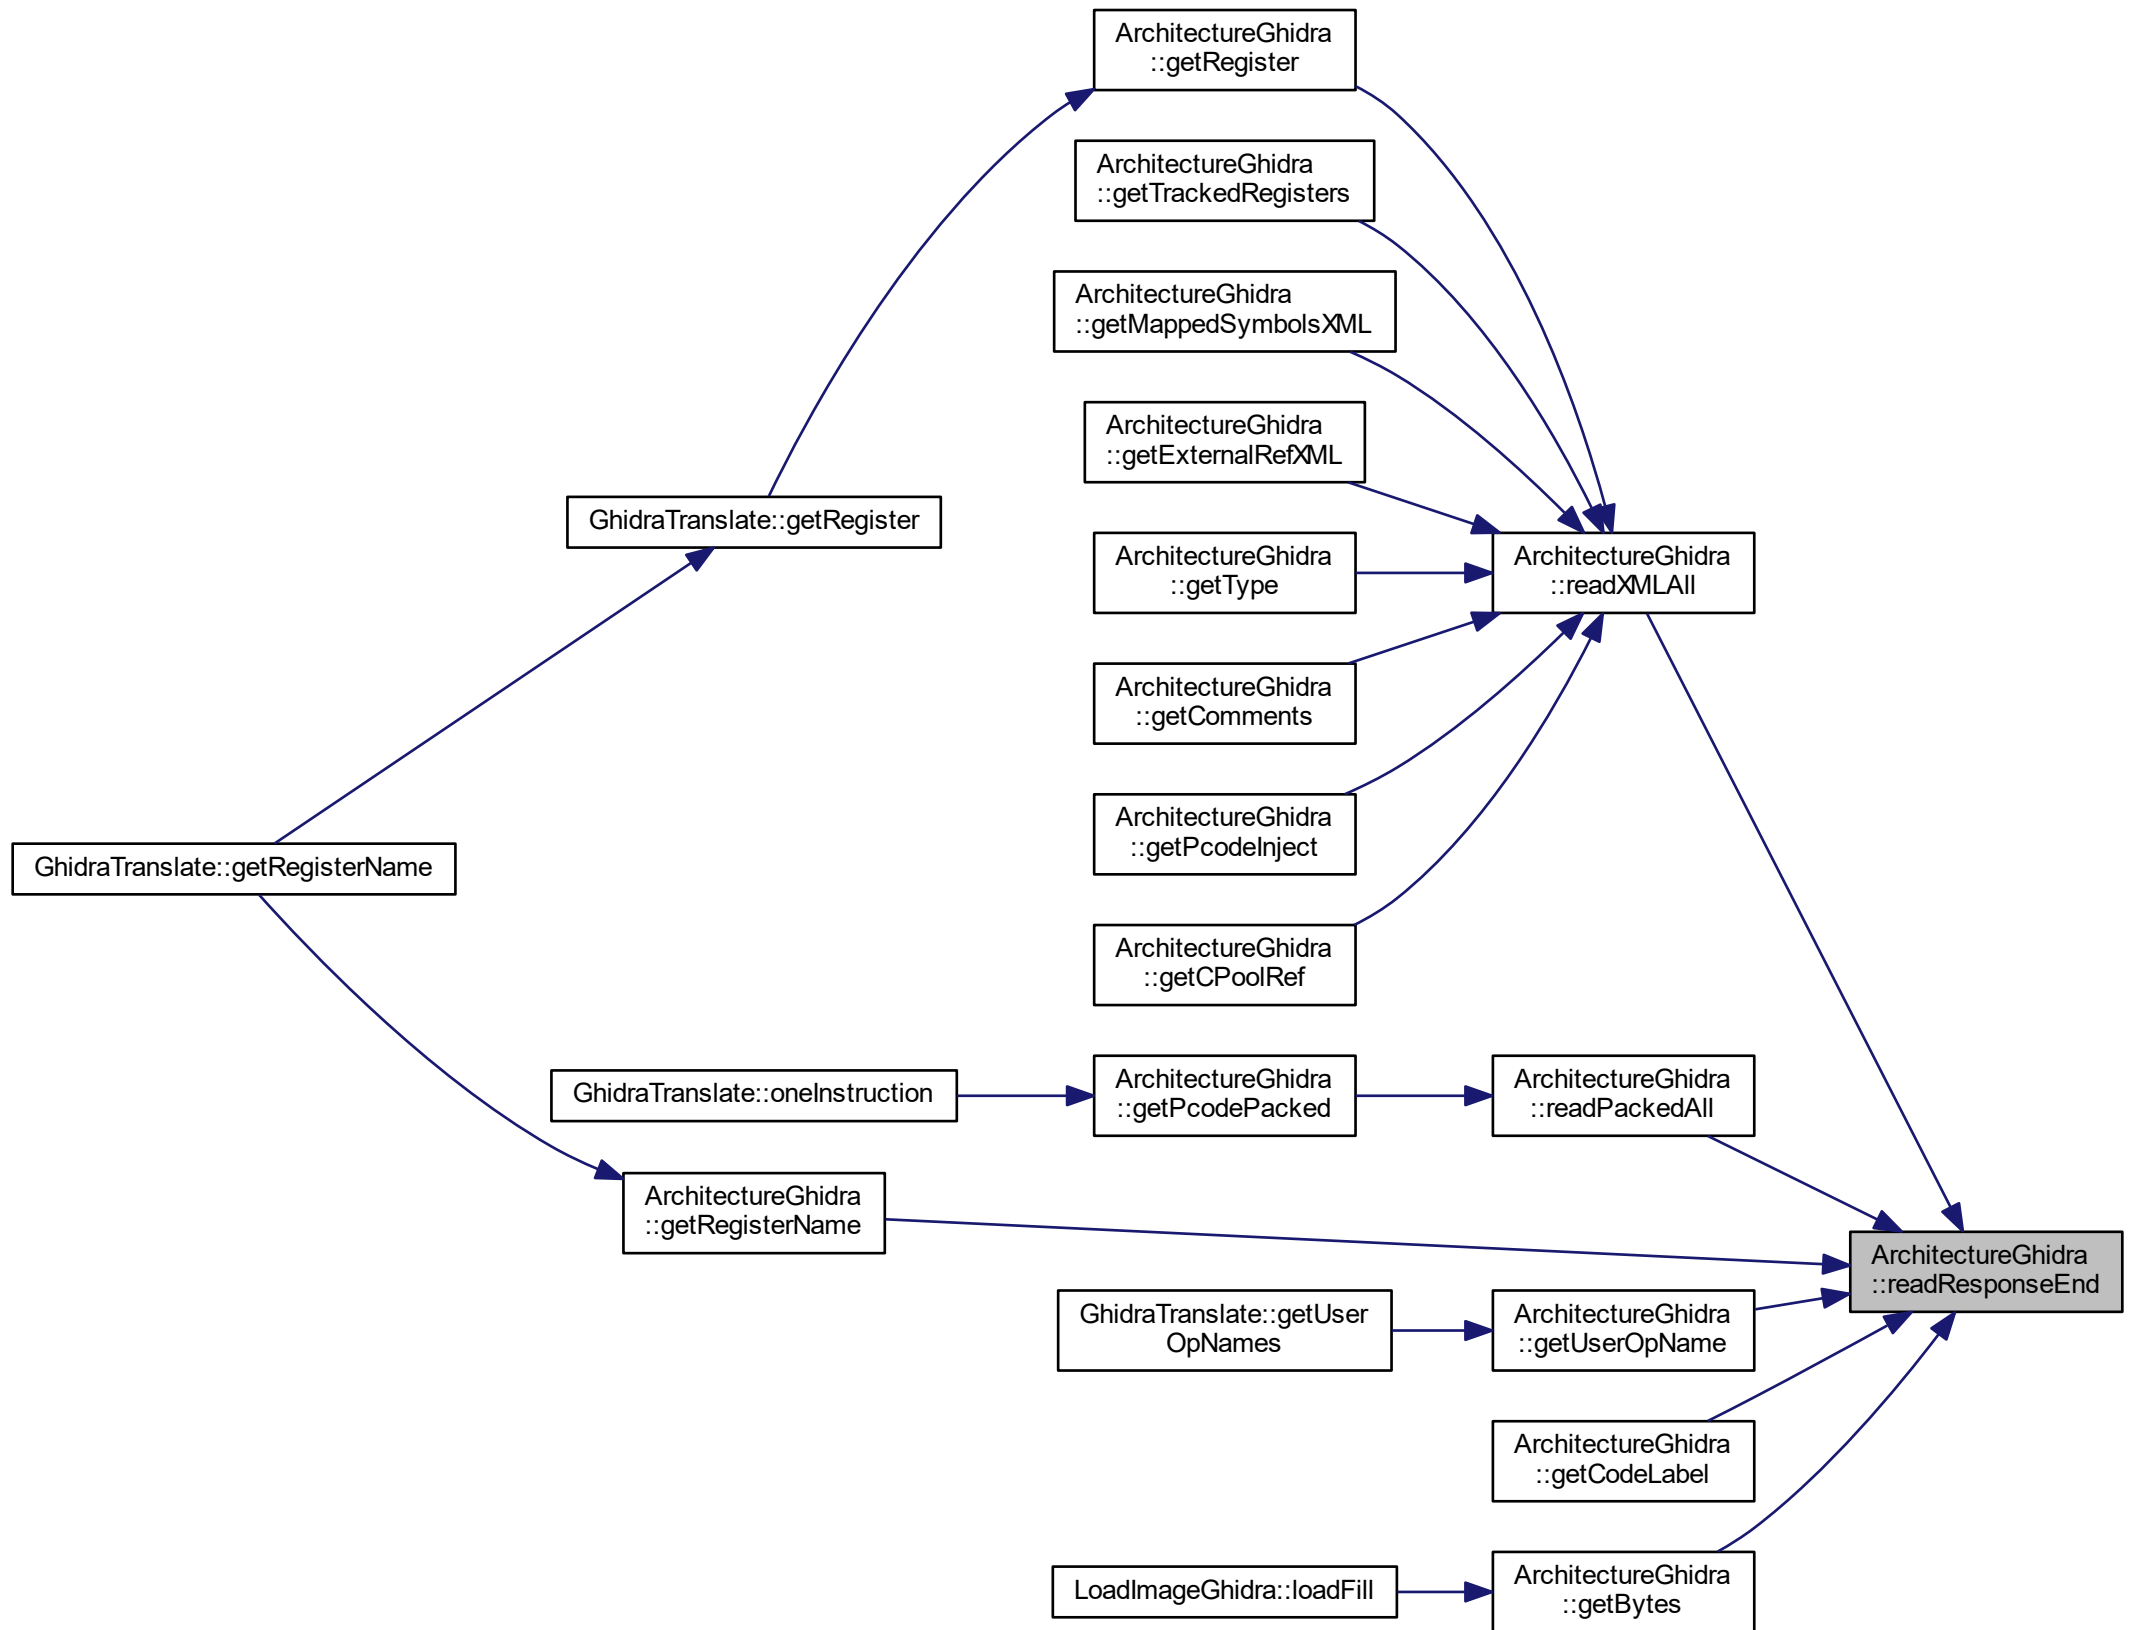 ArchitectureGhidra
::getRegister
ArchitectureGhidra
::getTrackedRegisters
ArchitectureGhidra
::getMappedSymbolsXML
ArchitectureGhidra
::getExternalRefXML
GhidraTranslate::getRegister
ArchitectureGhidra
::getType
ArchitectureGhidra
::readXMLAll
ArchitectureGhidra
::getComments
ArchitectureGhidra
::getPcodeInject
GhidraTranslate::getRegisterName
ArchitectureGhidra
::getCPoolRef
GhidraTranslate::oneInstruction
ArchitectureGhidra
::getPcodePacked
ArchitectureGhidra
::readPackedAll
ArchitectureGhidra
::getRegisterName
ArchitectureGhidra
::readResponseEnd
GhidraTranslate::getUser
OpNames
ArchitectureGhidra
::getUserOpName
ArchitectureGhidra
::getCodeLabel
LoadImageGhidra::loadFill
ArchitectureGhidra
::getBytes